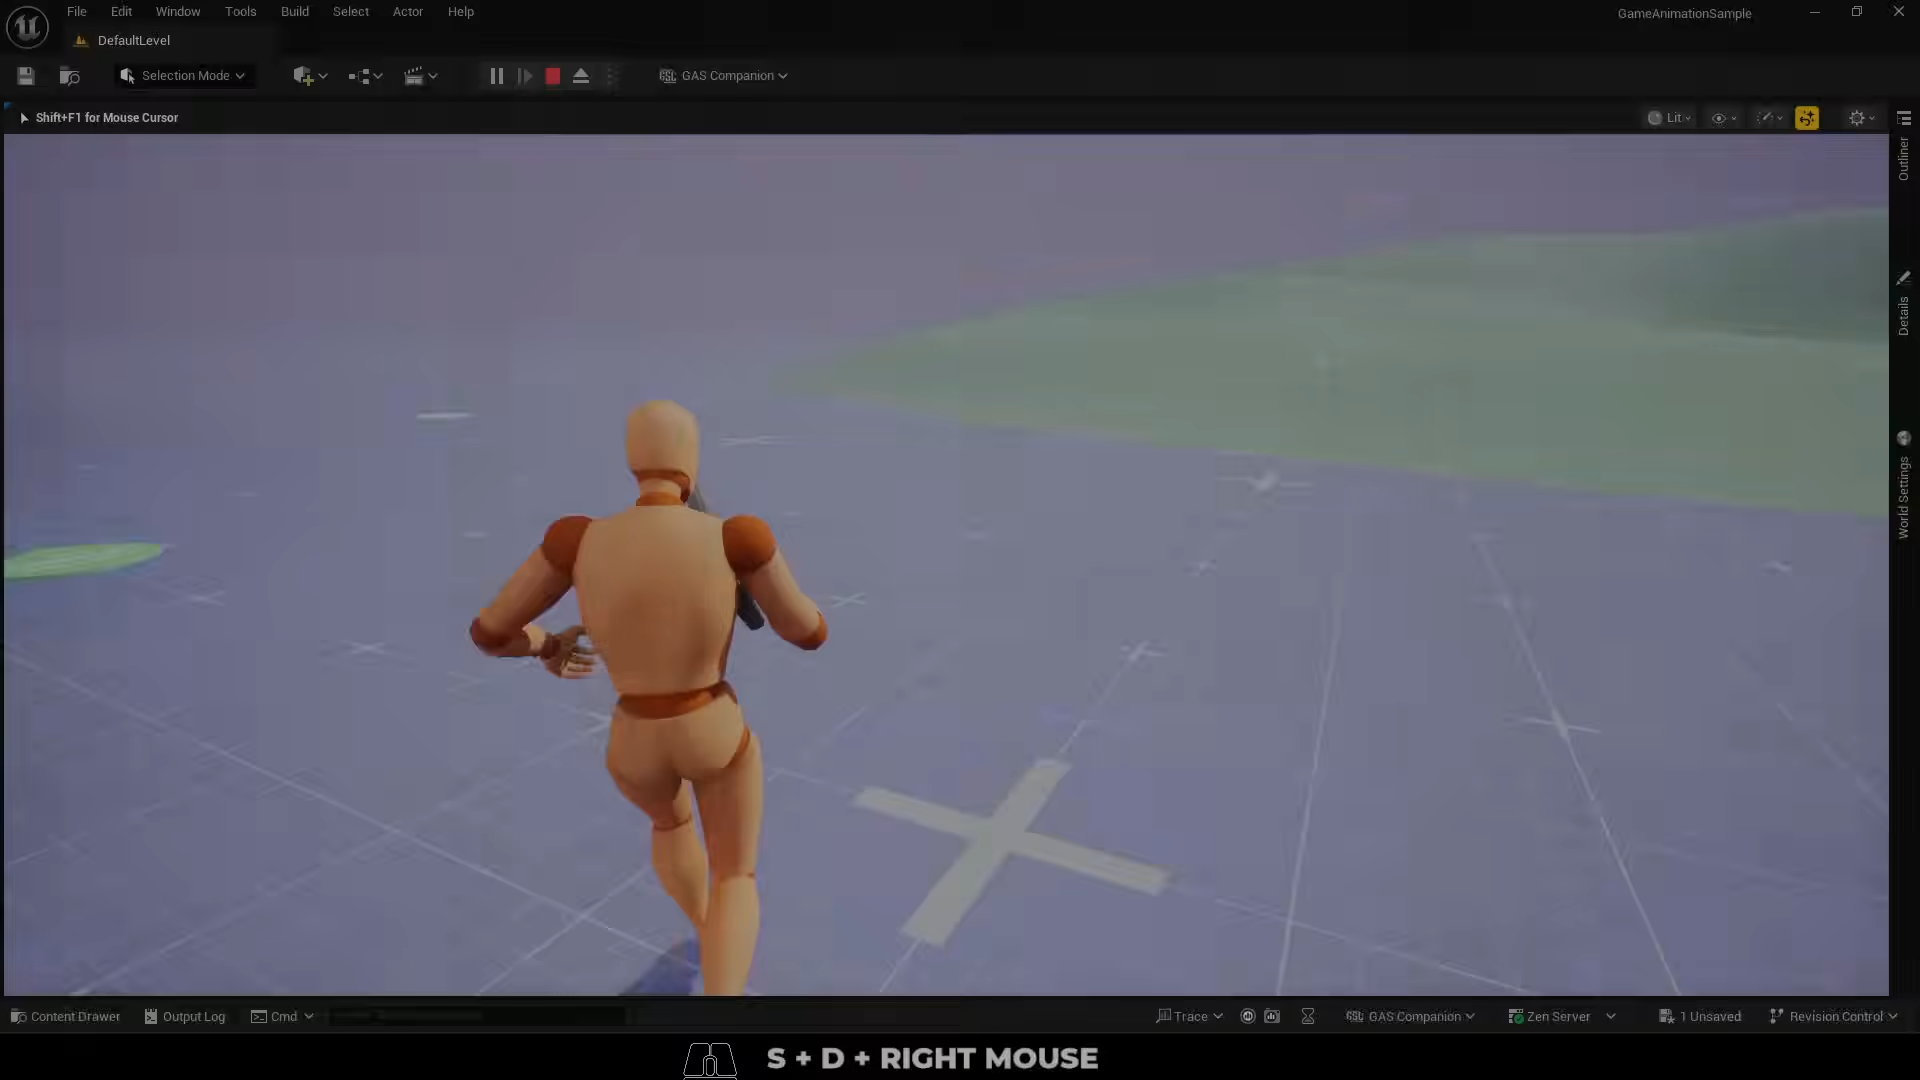 File Edit Window Tools Build Select Actor Help
GameAnimationSample
DefaultLevel
Selection Mode
GAS Companion
Shift+F1 for Mouse Cursor
Lit
Outliner
Details
World Settings
Content Drawer
Output Log
Cmd
Trace
GAS Companion
Zen Server
1 Unsaved
Revision Control
S + D + RIGHT MOUSE